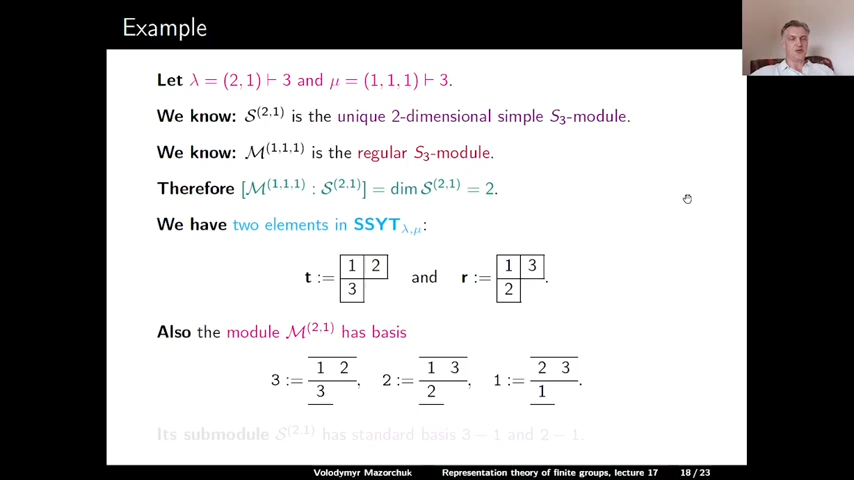 Example
Let λ = (2, 1) ⊢ 3 and μ = (1, 1, 1) ⊢ 3.
We know: 𝒮^(2,1) is the unique 2-dimensional simple S₃-module.
We know: ℳ^(1,1,1) is the regular S₃-module.
Therefore [ℳ^(1,1,1) : 𝒮^(2,1)] = dim 𝒮^(2,1) = 2.
We have two elements in SSYT_λ,μ:
t := 1 2 and r := 1 3 .
3 2
Also the module ℳ^(2,1) has basis
3 := 1 2 , 2 := 1 3 , 1 := 2 3 .
3 2 1
Its submodule 𝒮^(2,1) has standard basis 3 − 1 and 2 − 1.
Volodymyr Mazorchuk Representation theory of finite groups, lecture 17 18 / 23